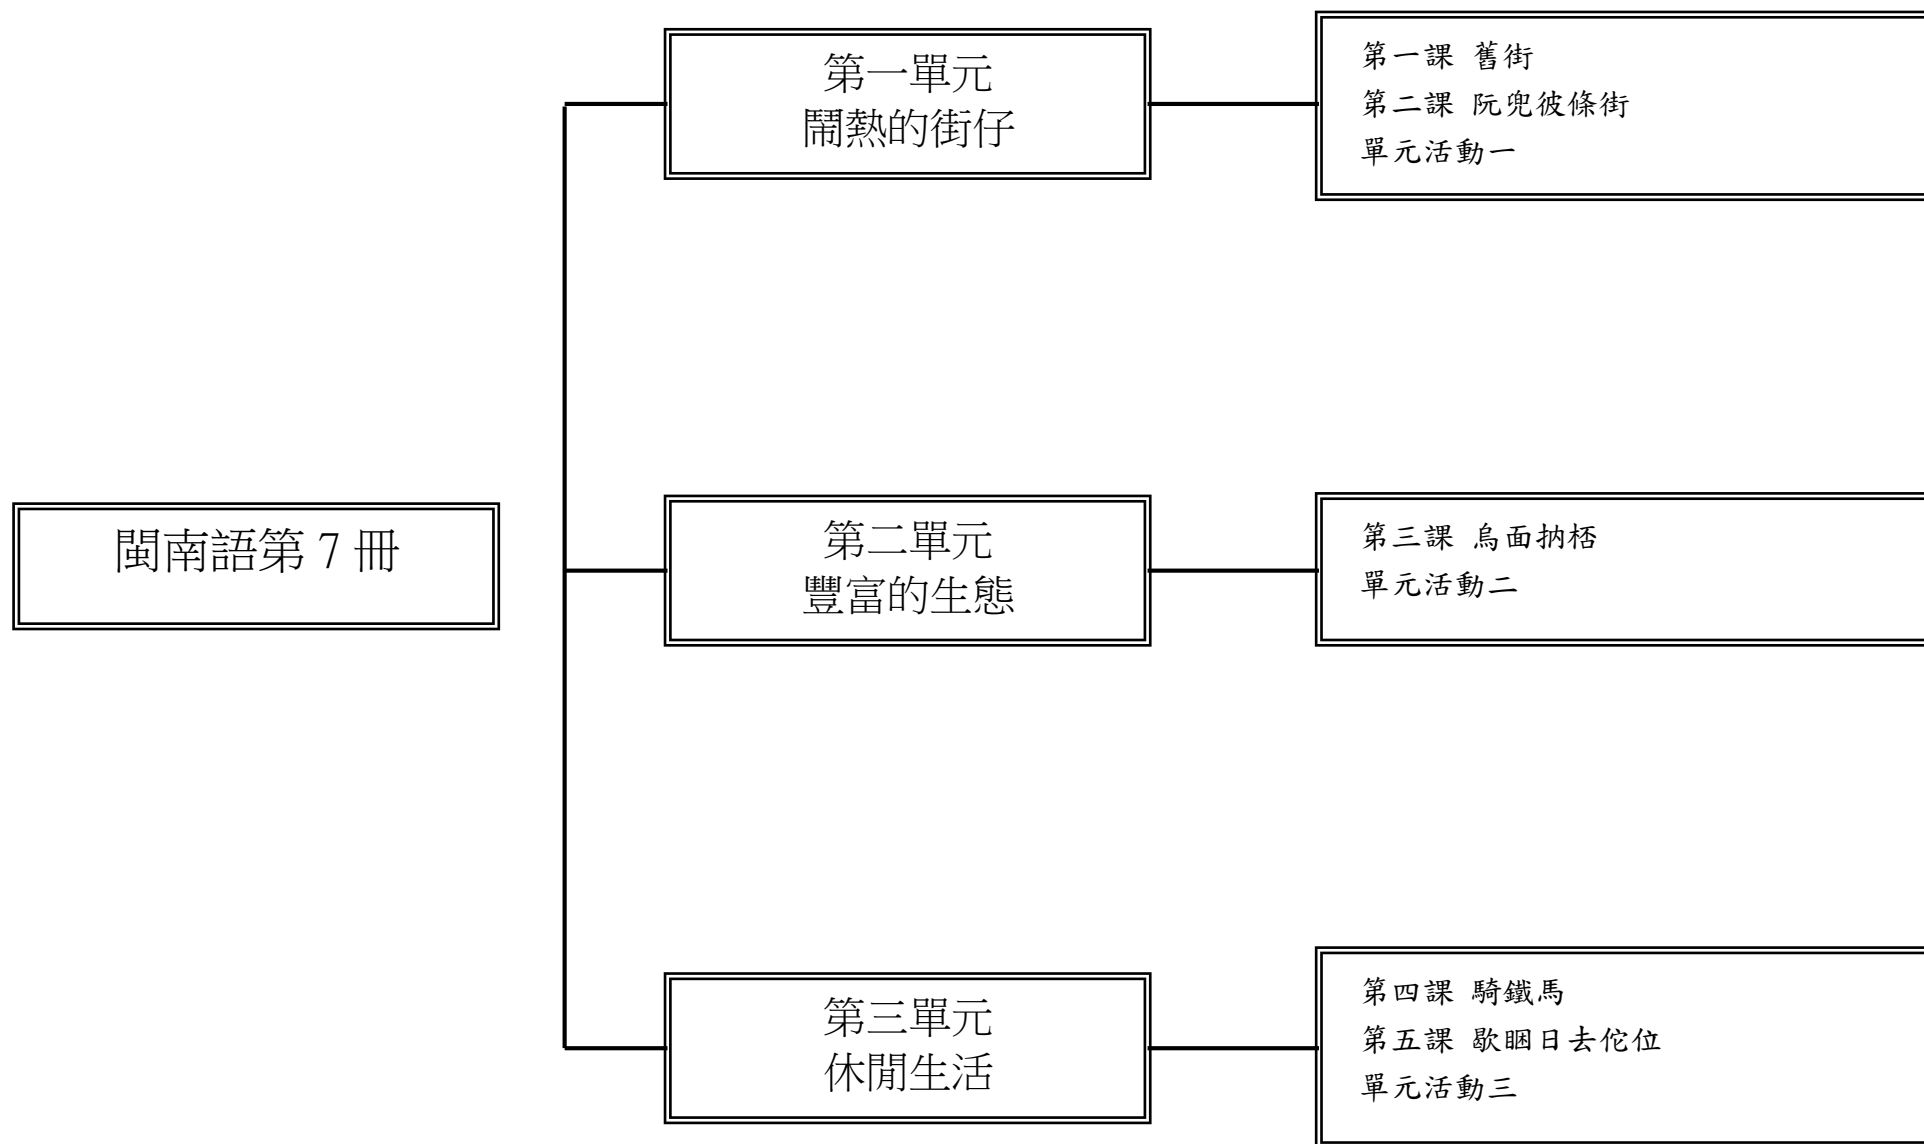 閩南語第 7 冊
第一單元
鬧熱的街仔
第一課 舊街
第二課 阮兜彼條街
單元活動一
第二單元
豐富的生態
第三課 烏面抐桮
單元活動二
第三單元
休閒生活
第四課 騎鐵馬
第五課 歇睏日去佗位
單元活動三